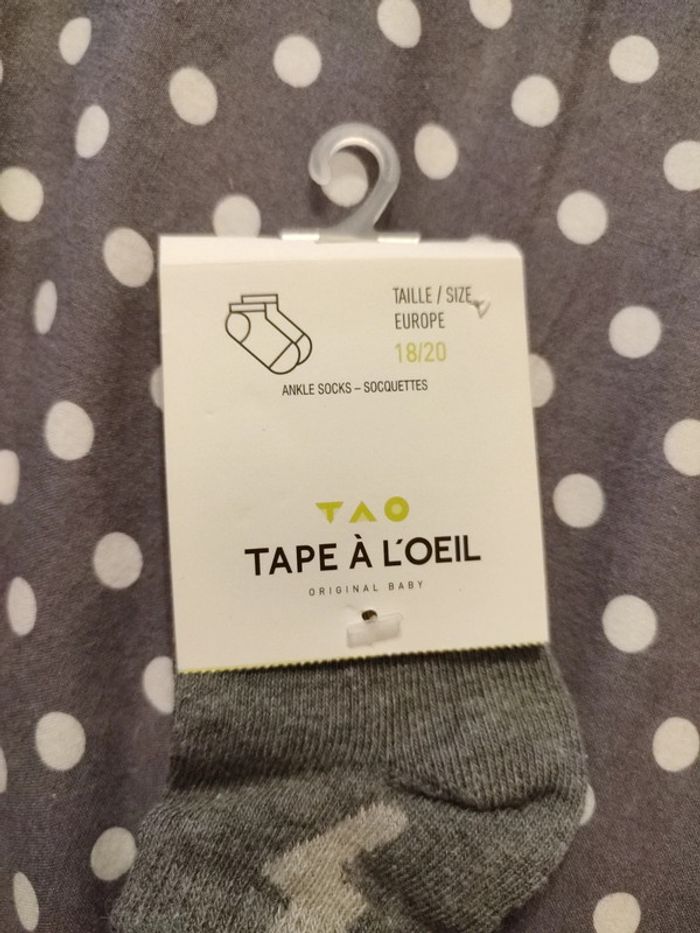 TAILLE / SIZE
EUROPE
18/20
ANKLE SOCKS – SOCQUETTES
TAO
TAPE À L'OEIL
ORIGINAL BABY